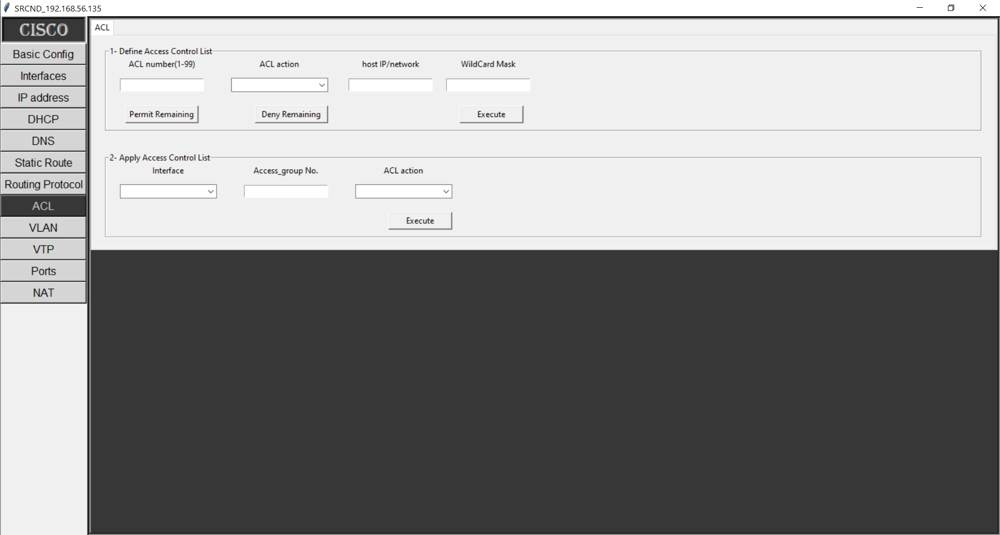 SRCND_192.168.56.135
CISCO
Basic Config
Interfaces
IP address
DHCP
DNS
Static Route
Routing Protocol
ACL
VLAN
VTP
Ports
NAT
ACL
1- Define Access Control List
ACL number(1-99) ACL action host IP/network WildCard Mask
Permit Remaining Deny Remaining Execute
2- Apply Access Control List
Interface Access_group No. ACL action
Execute